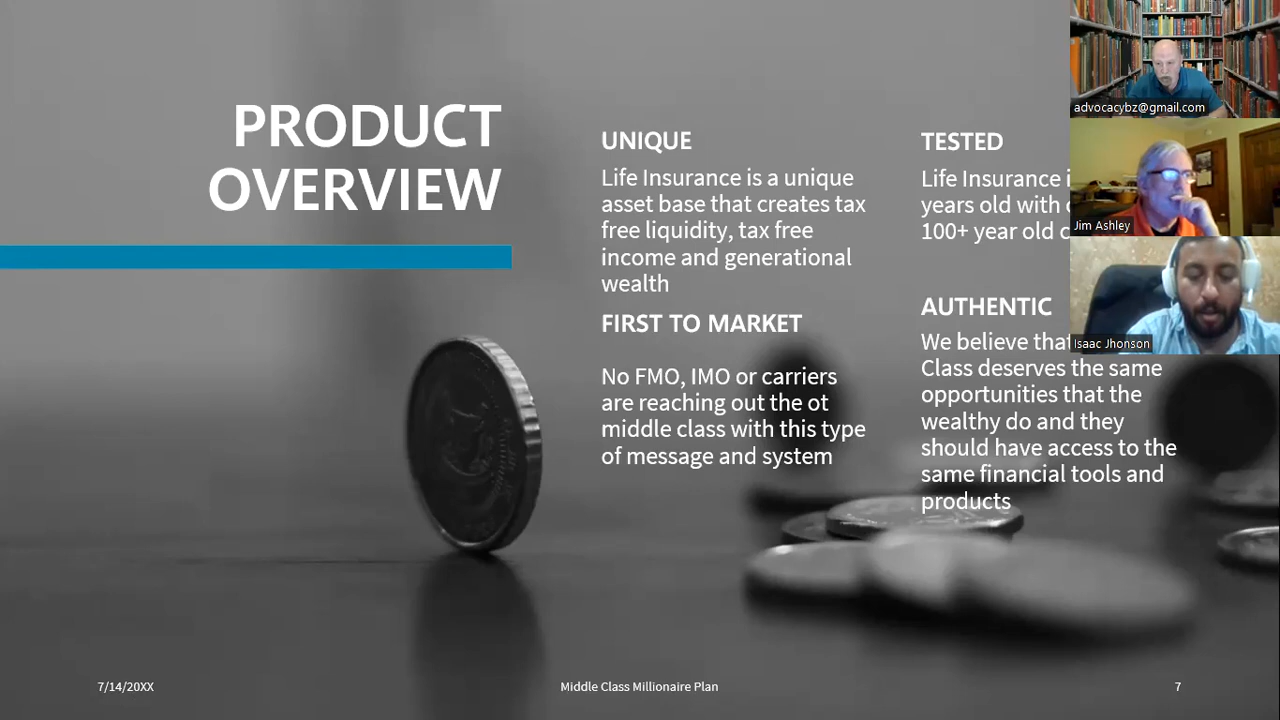 PRODUCT
OVERVIEW
UNIQUE
Life Insurance is a unique
asset base that creates tax
free liquidity, tax free
income and generational
wealth
FIRST TO MARKET
No FMO, IMO or carriers
are reaching out the ot
middle class with this type
of message and system
TESTED
Life Insurance
years old with
100+ year old
AUTHENTIC
We believe that
Class deserves the same
opportunities that the
wealthy do and they
should have access to the
same financial tools and
products
advocacybz@gmail.com
Jim Ashley
Isaac Jhonson
7/14/20XX
Middle Class Millionaire Plan
7